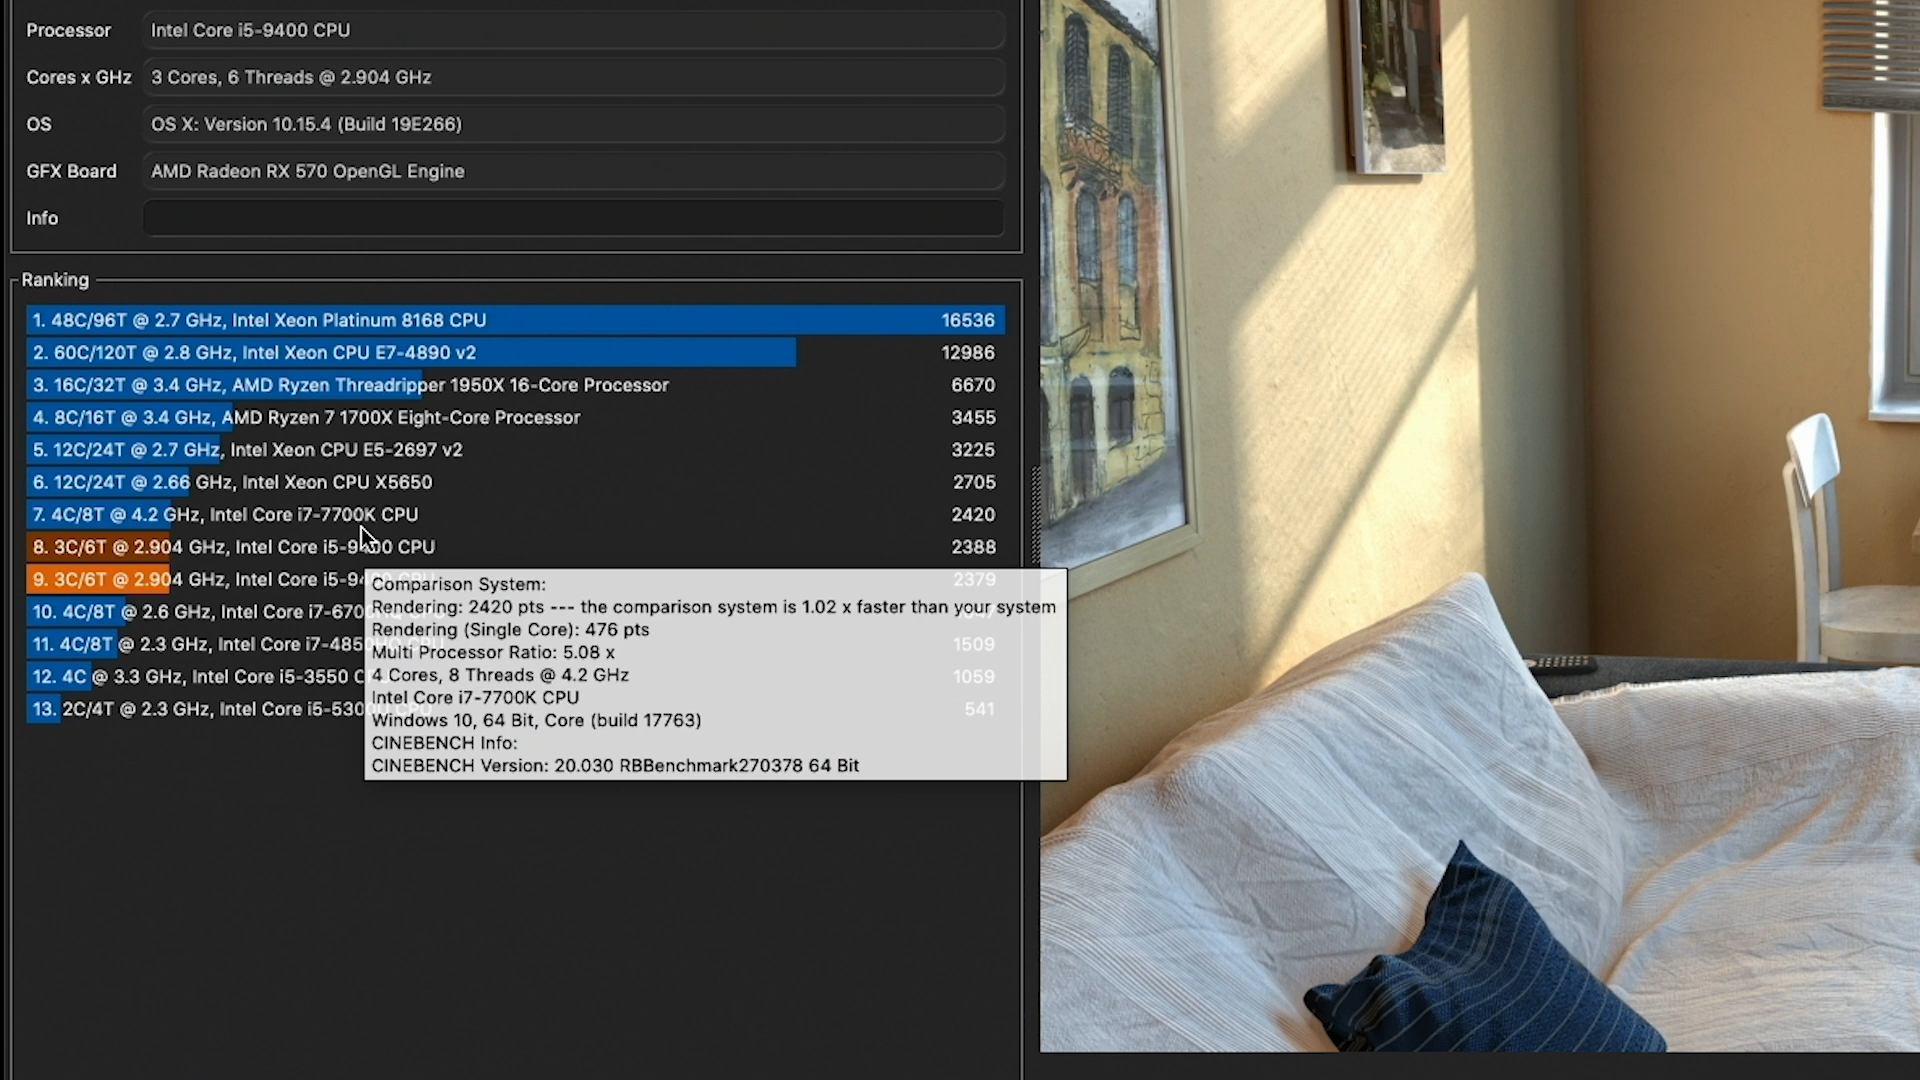 Processor Intel Core i5-9400 CPU
Cores x GHz 3 Cores, 6 Threads @ 2.904 GHz
OS OS X: Version 10.15.4 (Build 19E266)
GFX Board AMD Radeon RX 570 OpenGL Engine
Info
Ranking
1. 48C/96T @ 2.7 GHz, Intel Xeon Platinum 8168 CPU 16536
2. 60C/120T @ 2.8 GHz, Intel Xeon CPU E7-4890 v2 12986
3. 16C/32T @ 3.4 GHz, AMD Ryzen Threadripper 1950X 16-Core Processor 6670
4. 8C/16T @ 3.4 GHz, AMD Ryzen 7 1700X Eight-Core Processor 3455
5. 12C/24T @ 2.7 GHz, Intel Xeon CPU E5-2697 v2 3225
6. 12C/24T @ 2.66 GHz, Intel Xeon CPU X5650 2705
7. 4C/8T @ 4.2 GHz, Intel Core i7-7700K CPU 2420
8. 3C/6T @ 2.904 GHz, Intel Core i5-9400 CPU 2388
9. 3C/6T @ 2.904 GHz, Intel Core i5-9400 CPU 2379
10. 4C/8T @ 2.6 GHz, Intel Core i7-6700HQ
11. 4C/8T @ 2.3 GHz, Intel Core i7-4850HQ CPU 1509
12. 4C @ 3.3 GHz, Intel Core i5-3550 CPU 1059
13. 2C/4T @ 2.3 GHz, Intel Core i5-5300U CPU 541
Comparison System:
Rendering: 2420 pts --- the comparison system is 1.02 x faster than your system
Rendering (Single Core): 476 pts
Multi Processor Ratio: 5.08 x
4 Cores, 8 Threads @ 4.2 GHz
Intel Core i7-7700K CPU
Windows 10, 64 Bit, Core (build 17763)
CINEBENCH Info:
CINEBENCH Version: 20.030 RBBenchmark270378 64 Bit